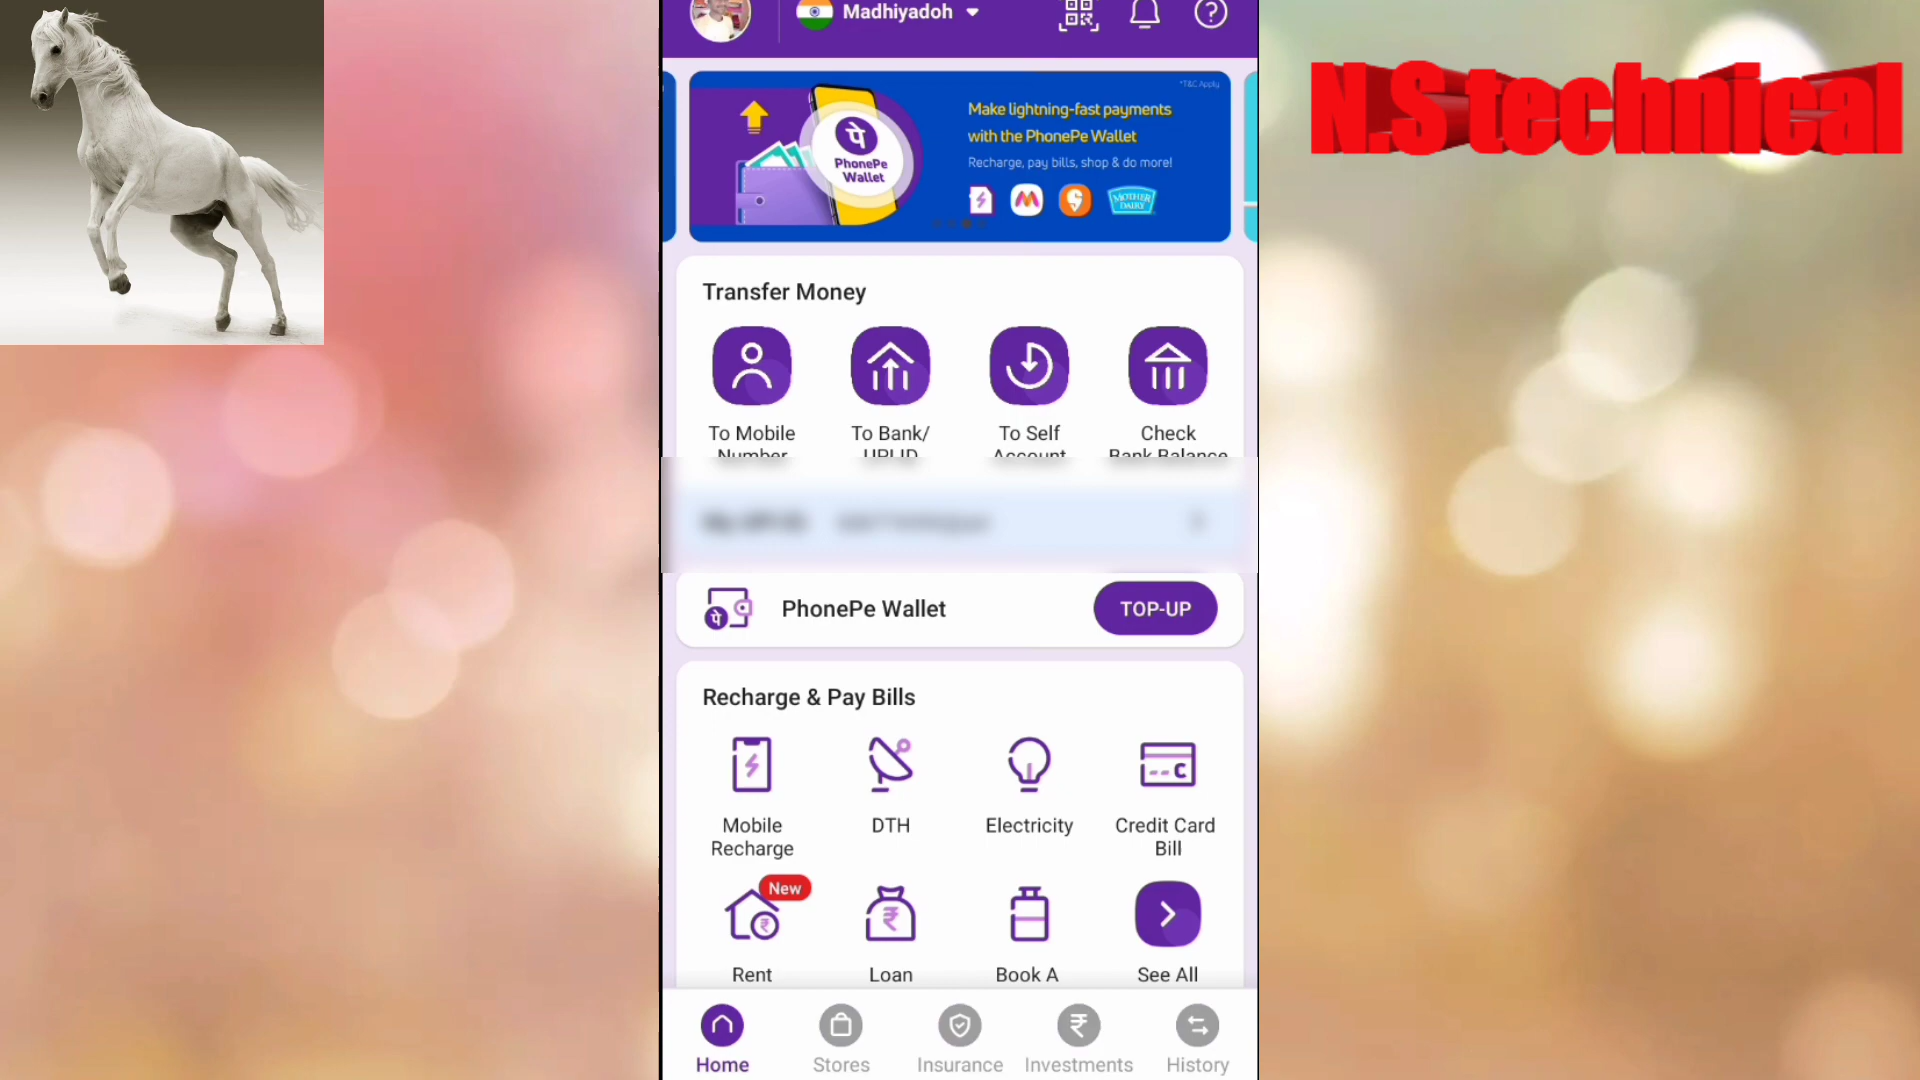 Madhiyadoh
N.S technical
*T&C Apply
Make lightning-fast payments
with the PhonePe Wallet
Recharge, pay bills, shop & do more!
पे
PhonePe
Wallet
MOTHER
DAIRY
Transfer Money
To Mobile
Number
To Bank/
UPI ID
To Self
Account
Check
Bank Balance
पे
PhonePe Wallet
TOP-UP
Recharge & Pay Bills
Mobile
Recharge
DTH
Electricity
Credit Card
Bill
New
Rent
Loan
Book A
See All
Home
Stores
Insurance
Investments
History